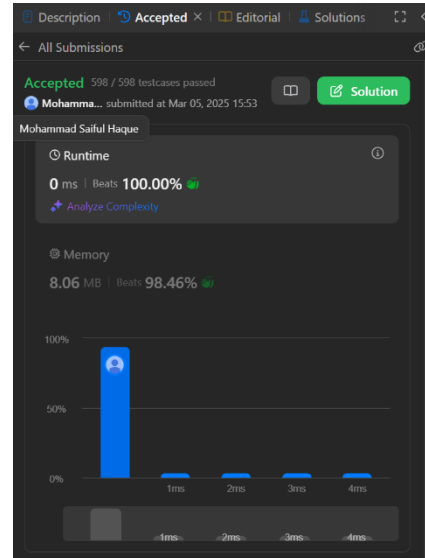 Description Accepted × Editorial Solutions
← All Submissions
Accepted 598 / 598 testcases passed
Mohamma... submitted at Mar 05, 2025 15:53
Solution
Mohammad Saiful Haque
Runtime
0 ms | Beats 100.00%
Analyze Complexity
Memory
8.06 MB | Beats 98.46%
100%
50%
0%
1ms 2ms 3ms 4ms
1ms 2ms 3ms 4ms